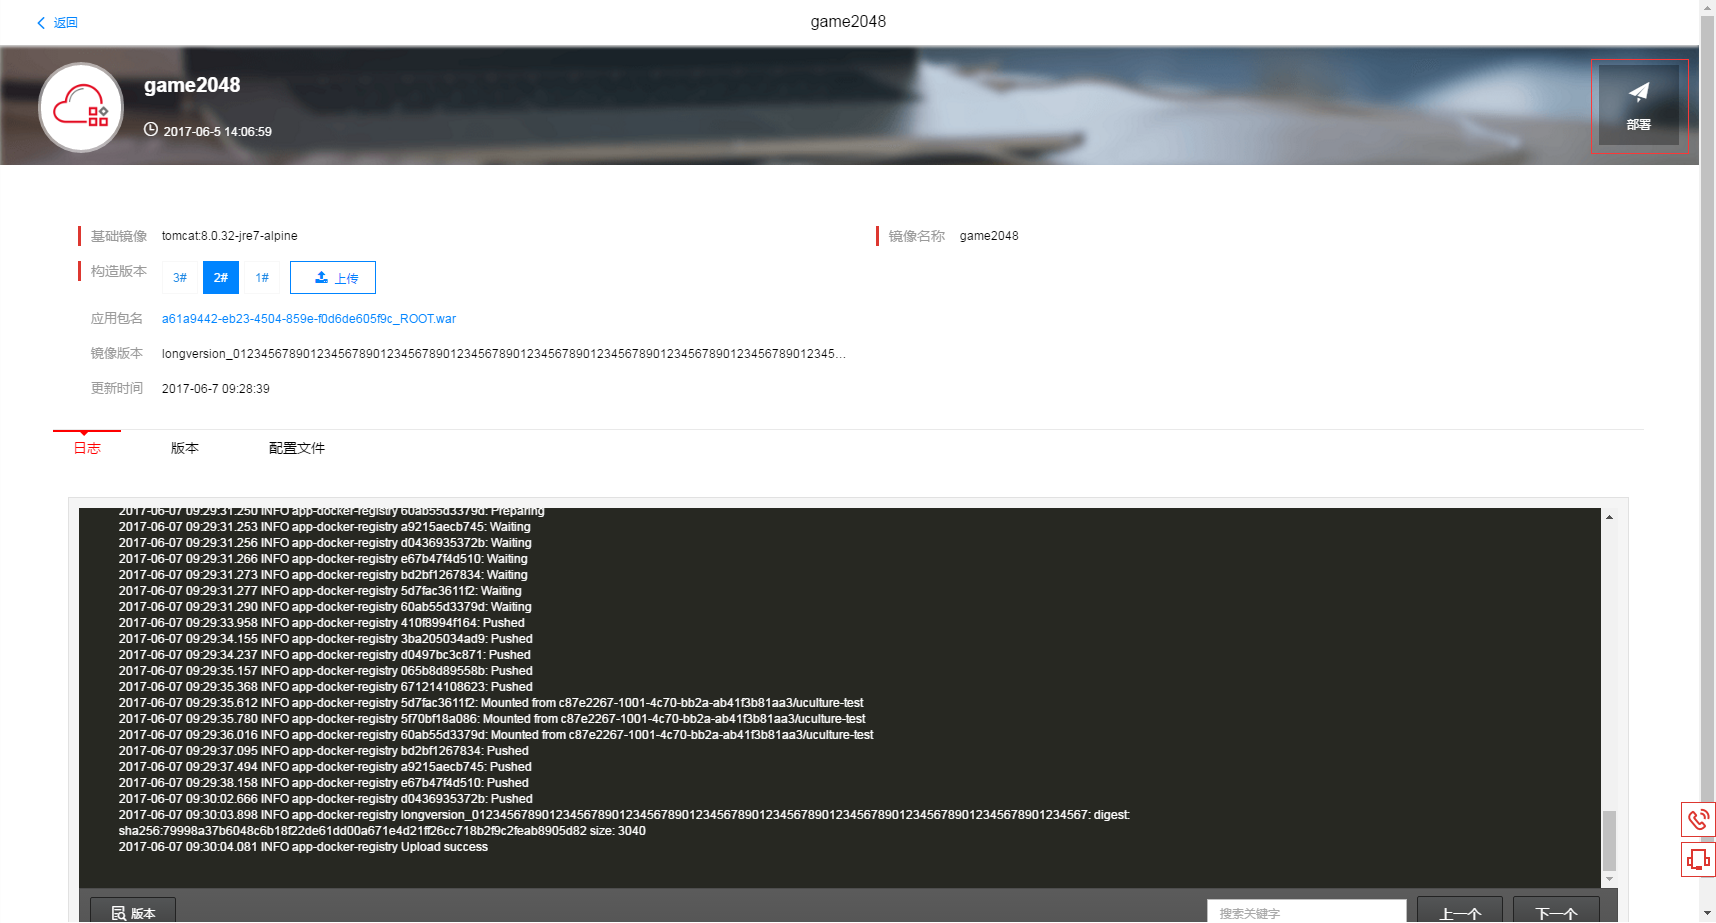 返回
game2048
game2048
2017-06-5 14:06:59
部署
基础镜像 tomcat:8.0.32-jre7-alpine
镜像名称 game2048
构造版本 3# 2# 1# 上传
应用包名 a61a9442-eb23-4504-859e-f0d6de605f9c_ROOT.war
镜像版本 longversion_0123456789012345678901234567890123456789012345678901234567890123456789012345678901 2345...
更新时间 2017-06-7 09:28:39
日志 版本 配置文件
2017-06-07 09:29:31.250 INFO app-docker-registry 60ab55d3379d: Preparing
2017-06-07 09:29:31.253 INFO app-docker-registry a9215aecb745: Waiting
2017-06-07 09:29:31.256 INFO app-docker-registry d0436935372b: Waiting
2017-06-07 09:29:31.266 INFO app-docker-registry e67b47f4d510: Waiting
2017-06-07 09:29:31.273 INFO app-docker-registry bd2bf1267834: Waiting
2017-06-07 09:29:31.277 INFO app-docker-registry 5d7fac3611f2: Waiting
2017-06-07 09:29:31.290 INFO app-docker-registry 60ab55d3379d: Waiting
2017-06-07 09:29:33.958 INFO app-docker-registry 410f8994f164: Pushed
2017-06-07 09:29:34.155 INFO app-docker-registry 3ba205034ad9: Pushed
2017-06-07 09:29:34.237 INFO app-docker-registry d0497bc3c871: Pushed
2017-06-07 09:29:35.157 INFO app-docker-registry 065b8d89558b: Pushed
2017-06-07 09:29:35.368 INFO app-docker-registry 671214108623: Pushed
2017-06-07 09:29:35.612 INFO app-docker-registry 5d7fac3611f2: Mounted from c87e2267-1001-4c70-bb2a-ab41f3b81aa3/uculture-test
2017-06-07 09:29:35.780 INFO app-docker-registry 5f70bf18a086: Mounted from c87e2267-1001-4c70-bb2a-ab41f3b81aa3/uculture-test
2017-06-07 09:29:36.016 INFO app-docker-registry 60ab55d3379d: Mounted from c87e2267-1001-4c70-bb2a-ab41f3b81aa3/uculture-test
2017-06-07 09:29:37.095 INFO app-docker-registry bd2bf1267834: Pushed
2017-06-07 09:29:37.494 INFO app-docker-registry a9215aecb745: Pushed
2017-06-07 09:29:38.158 INFO app-docker-registry e67b47f4d510: Pushed
2017-06-07 09:30:02.666 INFO app-docker-registry d0436935372b: Pushed
2017-06-07 09:30:03.898 INFO app-docker-registry longversion_0123456789012345678901234567890123456789012345678901234567890123456789012345678901234567: digest:
sha256:79998a37b6048c6b18f22de61dd00a671e4d21ff26cc718b2f9c2feab8905d82 size: 3040
2017-06-07 09:30:04.081 INFO app-docker-registry Upload success
版本 搜索关键字 上一个 下一个